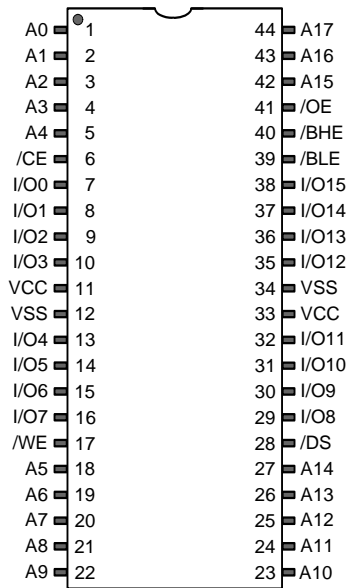 A0 1 44 A17
A1 2 43 A16
A2 3 42 A15
A3 4 41 /OE
A4 5 40 /BHE
/CE 6 39 /BLE
I/O0 7 38 I/O15
I/O1 8 37 I/O14
I/O2 9 36 I/O13
I/O3 10 35 I/O12
VCC 11 34 VSS
VSS 12 33 VCC
I/O4 13 32 I/O11
I/O5 14 31 I/O10
I/O6 15 30 I/O9
I/O7 16 29 I/O8
/WE 17 28 /DS
A5 18 27 A14
A6 19 26 A13
A7 20 25 A12
A8 21 24 A11
A9 22 23 A10